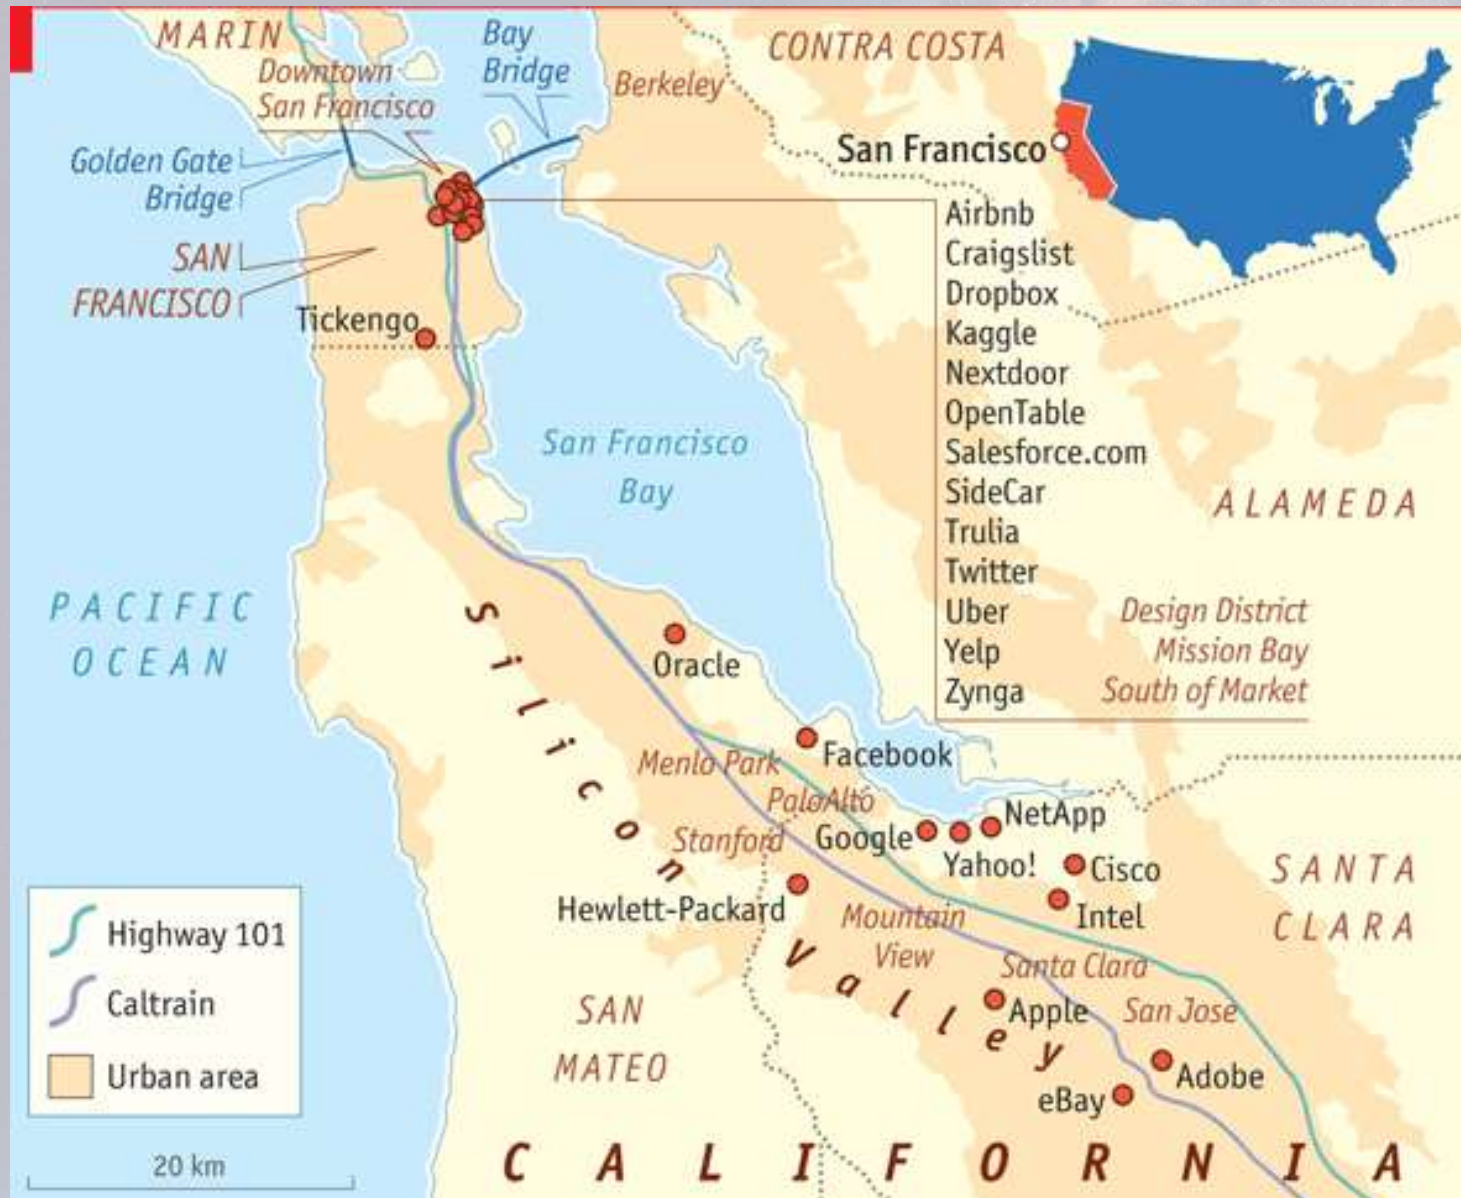 MARIN
Downtown
San Francisco
Bay
Bridge
Berkeley
CONTRA COSTA
San Francisco
Golden Gate
Bridge
SAN
FRANCISCO
Tickengo
Airbnb
Craigslist
Dropbox
Kaggle
Nextdoor
OpenTable
Salesforce.com
SideCar
Trulia
Twitter
Uber
Yelp
Zynga
Design District
Mission Bay
South of Market
San Francisco
Bay
ALAMEDA
PACIFIC
OCEAN
Silicon
Valley
Oracle
Facebook
Menlo Park
Palo Alto
Stanford
Google
Yahoo!
NetApp
Cisco
Intel
Hewlett-Packard
Mountain
View
Santa Clara
SANTA
CLARA
Apple
San Jose
Adobe
eBay
SAN
MATEO
Highway 101
Caltrain
Urban area
20 km
CALIFORNIA